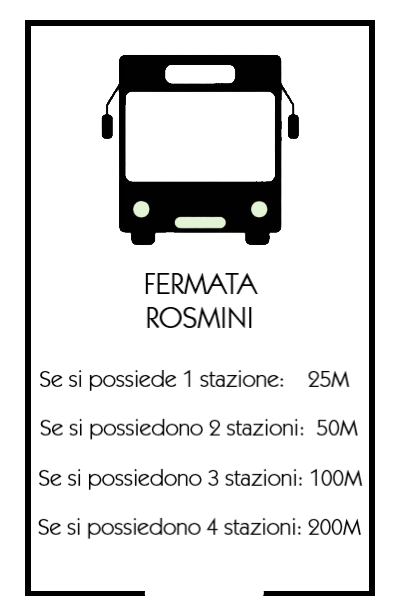 FERMATA
ROSMINI
Se si possiede 1 stazione: 25M
Se si possiedono 2 stazioni: 50M
Se si possiedono 3 stazioni: 100M
Se si possiedono 4 stazioni: 200M